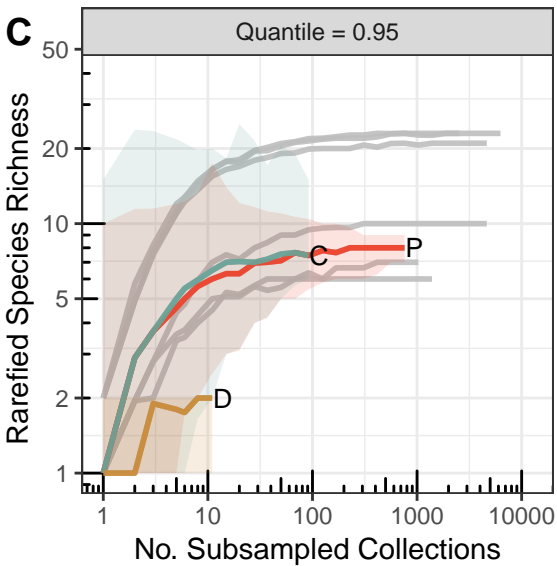 C
Quantile = 0.95
Rarefied Species Richness
50
20
10
5
2
1
P
C
D
1 10 100 1000 10000
No. Subsampled Collections